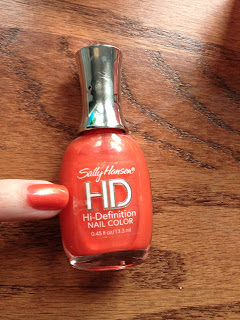 Sally Hansen®
HD
Hi-Definition
NAIL COLOR
0.45 fl oz/13.3 ml